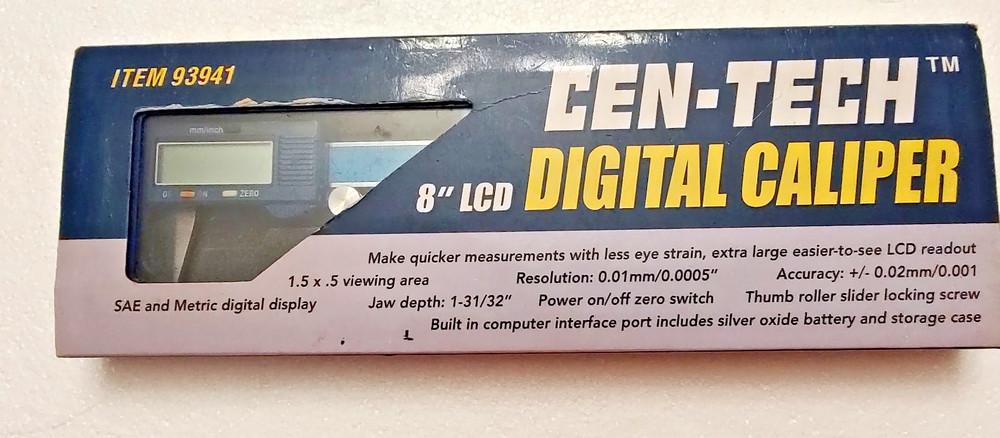 ITEM 93941
CEN-TECH™
mm/inch
ZERO
8" LCD DIGITAL CALIPER
Make quicker measurements with less eye strain, extra large easier-to-see LCD readout
1.5 x .5 viewing area Resolution: 0.01mm/0.0005" Accuracy: +/- 0.02mm/0.001
SAE and Metric digital display Jaw depth: 1-31/32" Power on/off zero switch Thumb roller slider locking screw
Built in computer interface port includes silver oxide battery and storage case